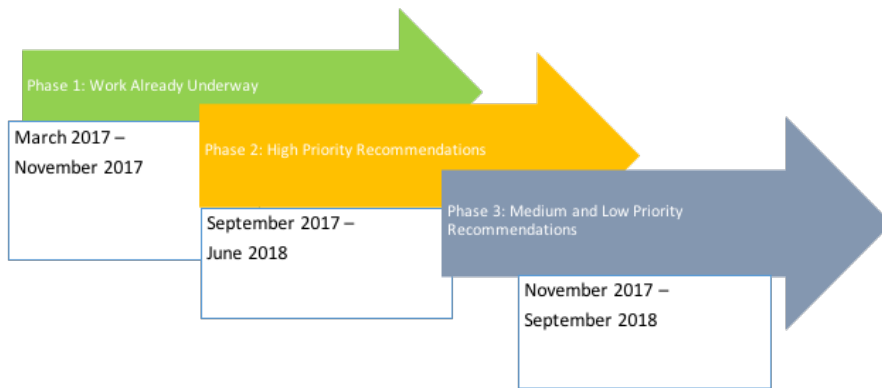 Phase 1: Work Already Underway
March 2017 –
November 2017
Phase 2: High Priority Recommendations
September 2017 –
June 2018
Phase 3: Medium and Low Priority
Recommendations
November 2017 –
September 2018